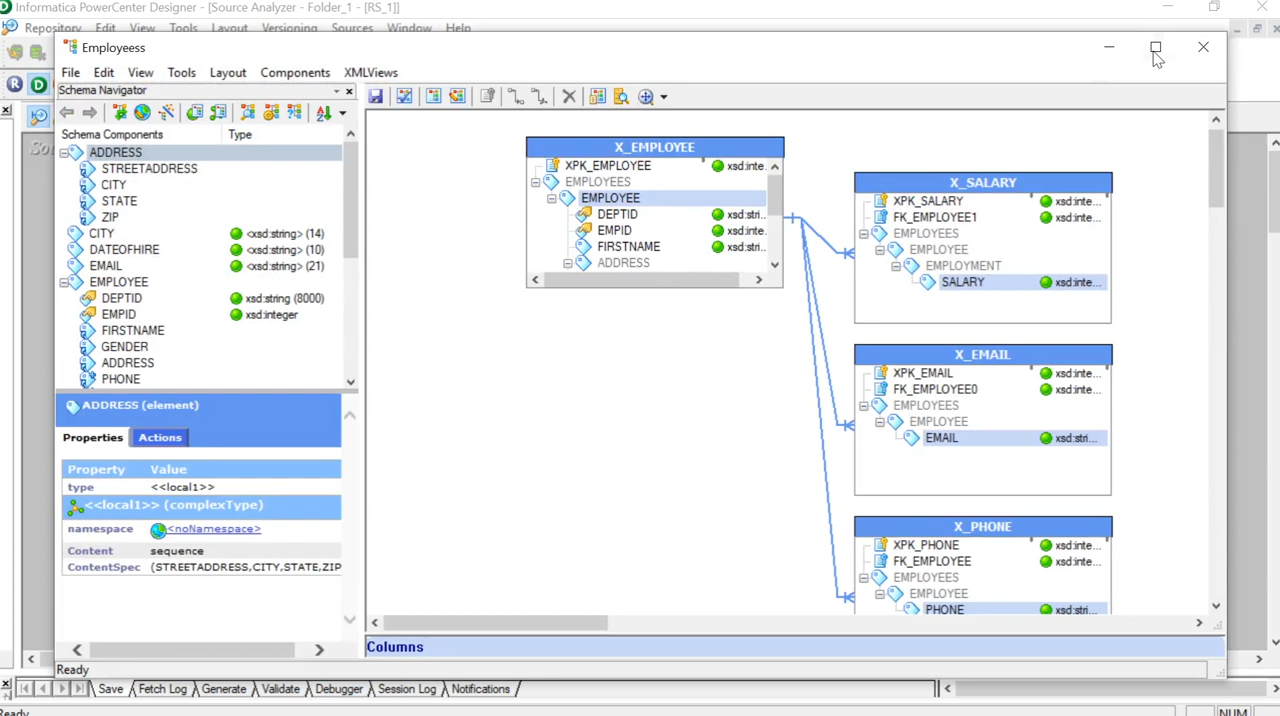 Informatica PowerCenter Designer - [Source Analyzer - Folder_1 - [RS_1]]
Repository Edit View Tools Layout Versioning Sources Window Help
Employeess
File Edit View Tools Layout Components XMLViews
Schema Navigator
Schema Components Type
ADDRESS
STREETADDRESS
CITY
STATE
ZIP
CITY <xsd:string> (14)
DATEOFHIRE <xsd:string> (10)
EMAIL <xsd:string> (21)
EMPLOYEE
DEPTID xsd:string (8000)
EMPID xsd:integer
FIRSTNAME
GENDER
ADDRESS
PHONE
ADDRESS (element)
Properties Actions
Property Value
type <<local1>>
<<local1>> (complexType)
namespace <noNamespace>
Content sequence
ContentSpec (STREETADDRESS,CITY,STATE,ZIP
X_EMPLOYEE
XPK_EMPLOYEE xsd:inte...
EMPLOYEES
EMPLOYEE
DEPTID xsd:stri...
EMPID xsd:inte...
FIRSTNAME xsd:stri...
ADDRESS
X_SALARY
XPK_SALARY xsd:inte...
FK_EMPLOYEE1 xsd:inte...
EMPLOYEES
EMPLOYEE
EMPLOYMENT
SALARY xsd:inte...
X_EMAIL
XPK_EMAIL xsd:inte...
FK_EMPLOYEE0 xsd:inte...
EMPLOYEES
EMPLOYEE
EMAIL xsd:stri...
X_PHONE
XPK_PHONE xsd:inte...
FK_EMPLOYEE xsd:inte...
EMPLOYEES
EMPLOYEE
PHONE xsd:stri...
Columns
Ready
Save Fetch Log Generate Validate Debugger Session Log Notifications
Ready NUM